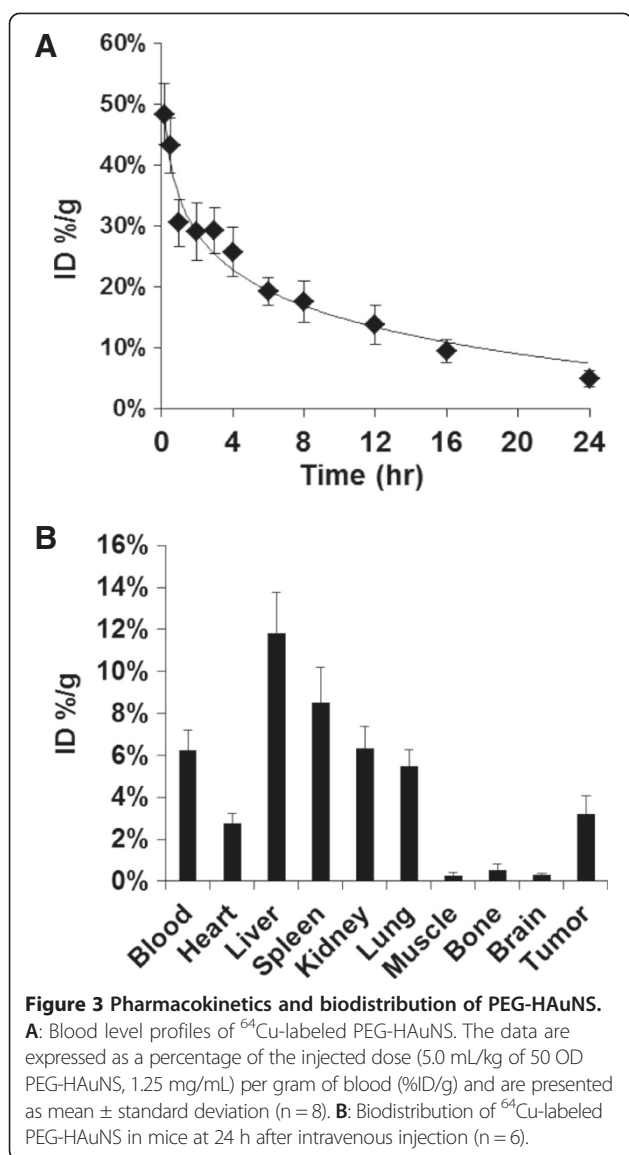 A
60%
50%
40%
30%
20%
10%
0%
ID %/g
0 4 8 12 16 20 24
Time (hr)
B
16%
14%
12%
10%
8%
6%
4%
2%
0%
ID %/g
Blood
Heart
Liver
Spleen
Kidney
Lung
Muscle
Bone
Brain
Tumor
Figure 3 Pharmacokinetics and biodistribution of PEG-HAuNS.
A: Blood level profiles of ⁶⁴Cu-labeled PEG-HAuNS. The data are
expressed as a percentage of the injected dose (5.0 mL/kg of 50 OD
PEG-HAuNS, 1.25 mg/mL) per gram of blood (%ID/g) and are presented
as mean ± standard deviation (n = 8). B: Biodistribution of ⁶⁴Cu-labeled
PEG-HAuNS in mice at 24 h after intravenous injection (n = 6).